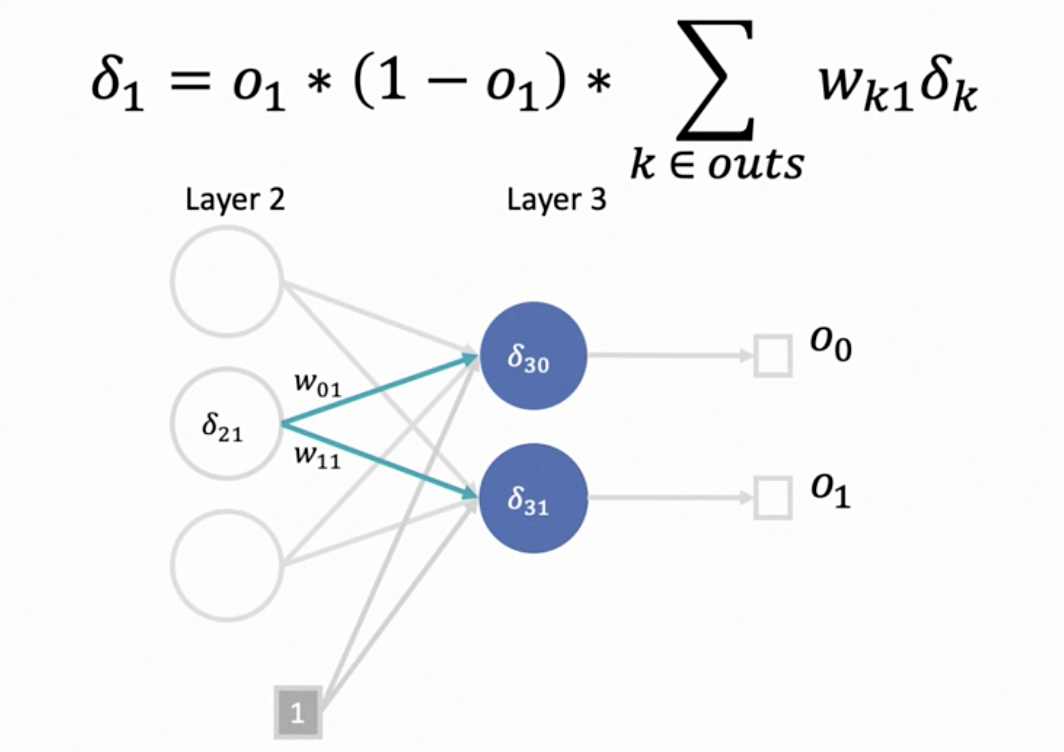 δ₁ = o₁ * (1 − o₁) * ∑ wₖ₁δₖ
k ∈ outs
Layer 2 Layer 3
o₀
δ₃₀
w₀₁
δ₂₁
w₁₁
o₁
δ₃₁
1